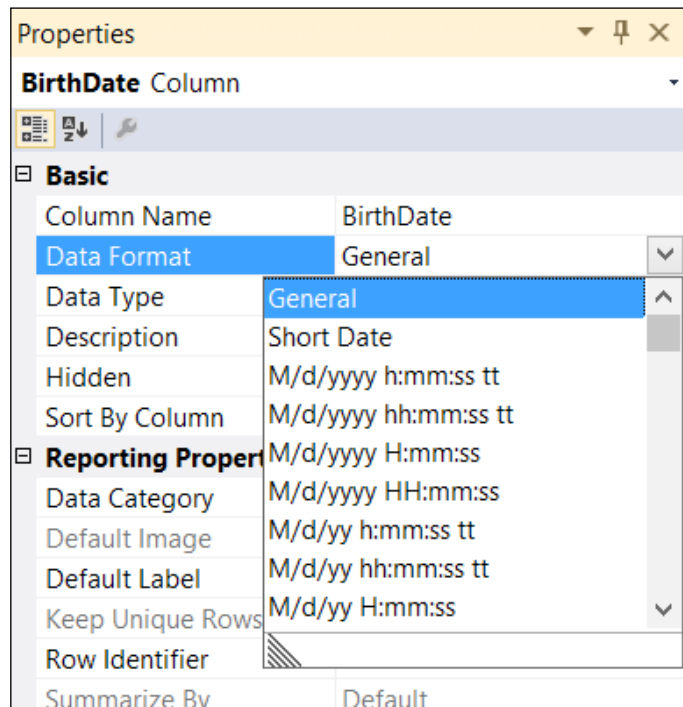 Properties
BirthDate Column
Basic
Column Name BirthDate
Data Format General
Data Type General
Description Short Date
Hidden M/d/yyyy h:mm:ss tt
Sort By Column M/d/yyyy hh:mm:ss tt
Reporting Propert M/d/yyyy H:mm:ss
Data Category M/d/yyyy HH:mm:ss
Default Image M/d/yy h:mm:ss tt
Default Label M/d/yy hh:mm:ss tt
Keep Unique Rows M/d/yy H:mm:ss
Row Identifier
Summarize By Default